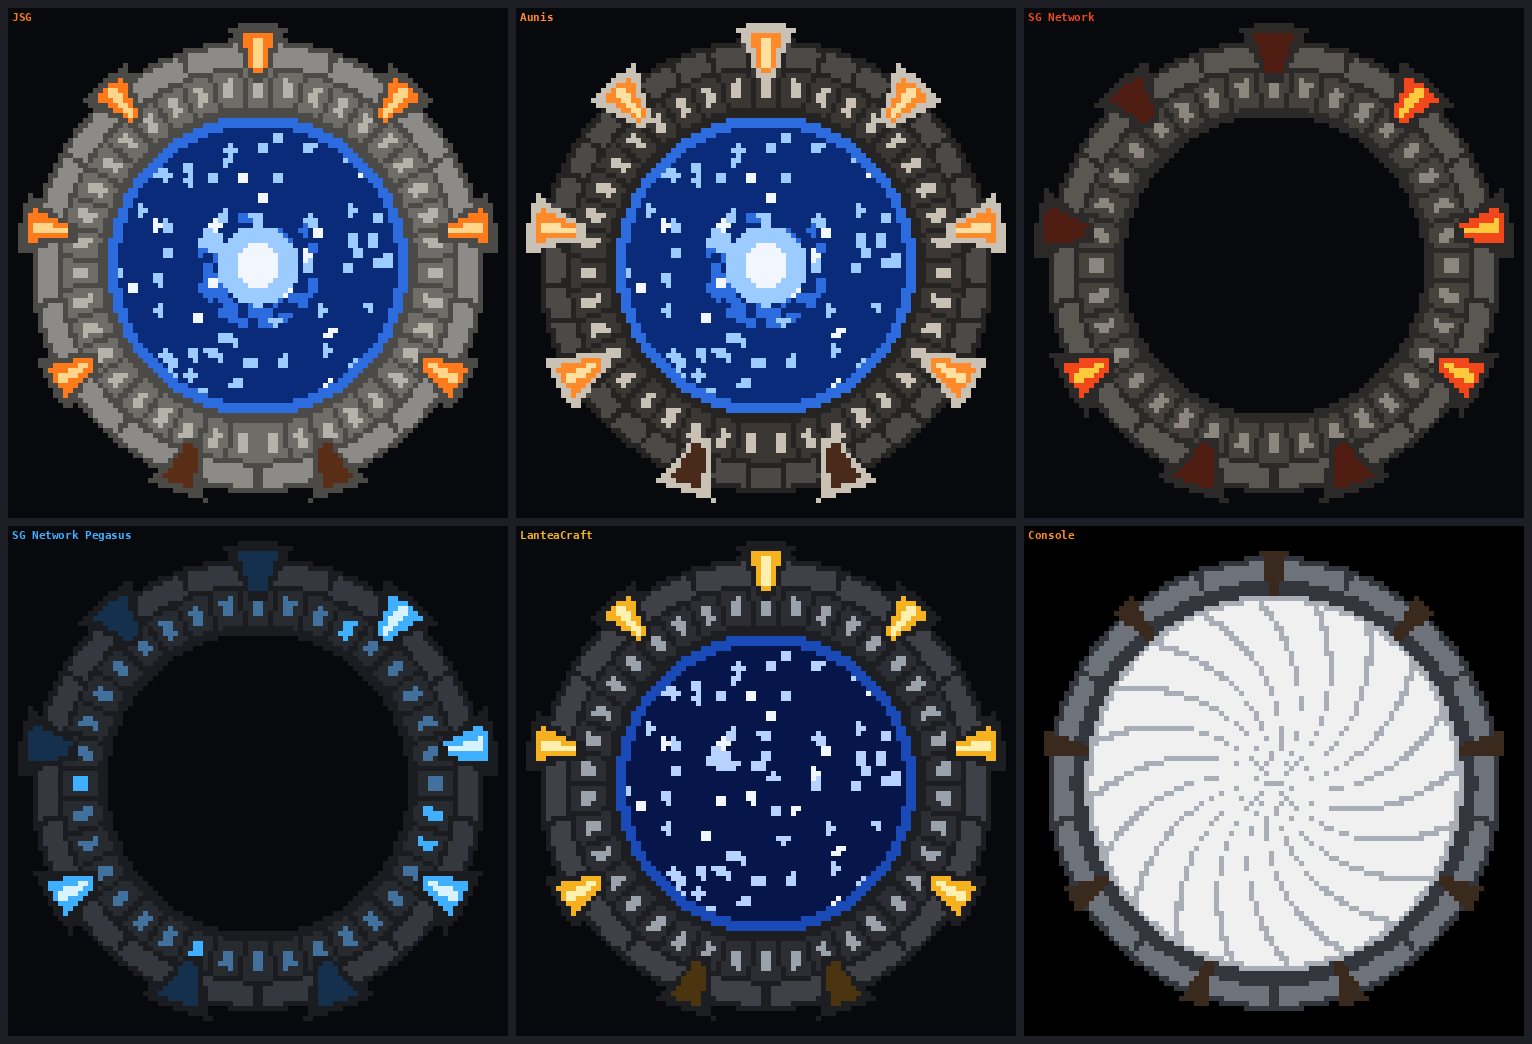 JSG
Aunis
SG Network
SG Network Pegasus
LanteaCraft
Console